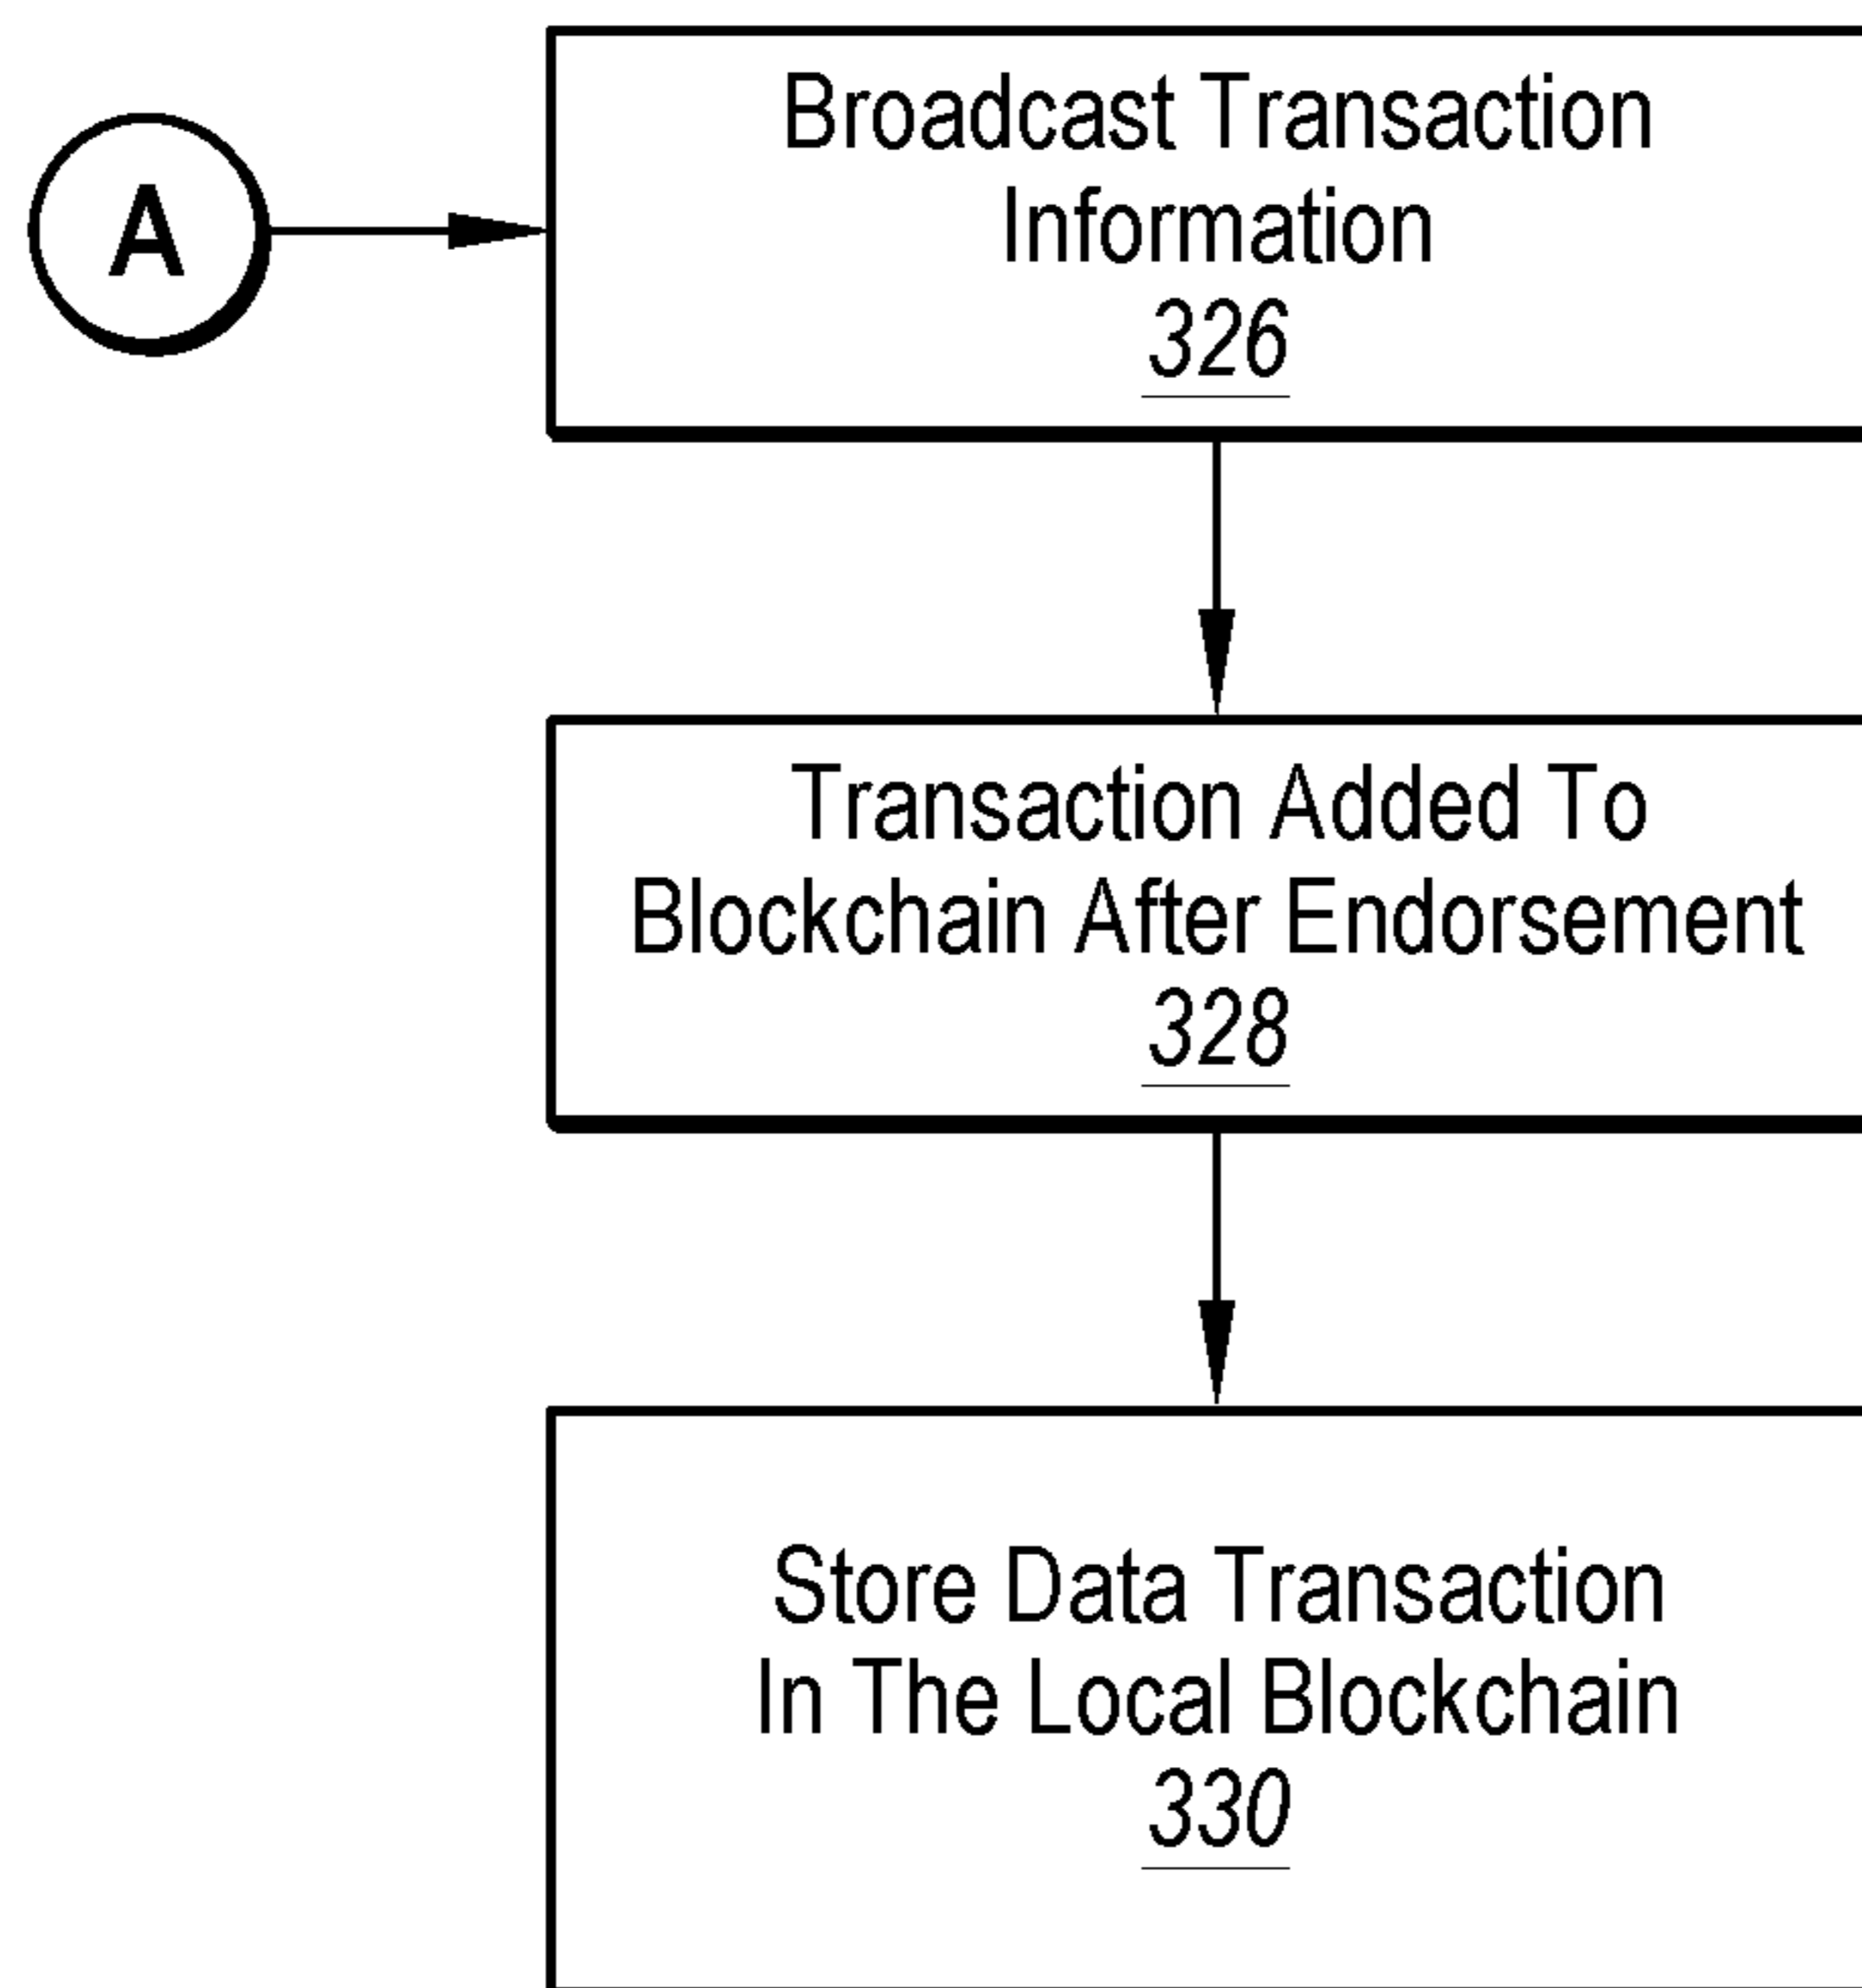 A
Broadcast Transaction
Information
326
Transaction Added To
Blockchain After Endorsement
328
Store Data Transaction
In The Local Blockchain
330